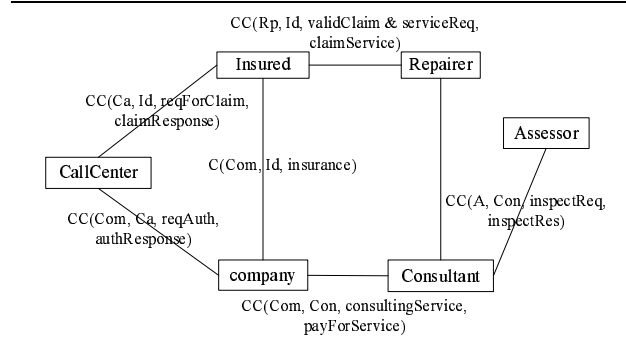 CC(Rp, Id, validClaim & serviceReq,
claimService)
Insured
Repairer
CC(Ca, Id, reqForClaim,
claimResponse)
Assessor
CallCenter
C(Com, Id, insurance)
CC(A, Con, inspectReq,
inspectRes)
CC(Com, Ca, reqAuth,
authResponse)
company
Consultant
CC(Com, Con, consultingService,
payForService)